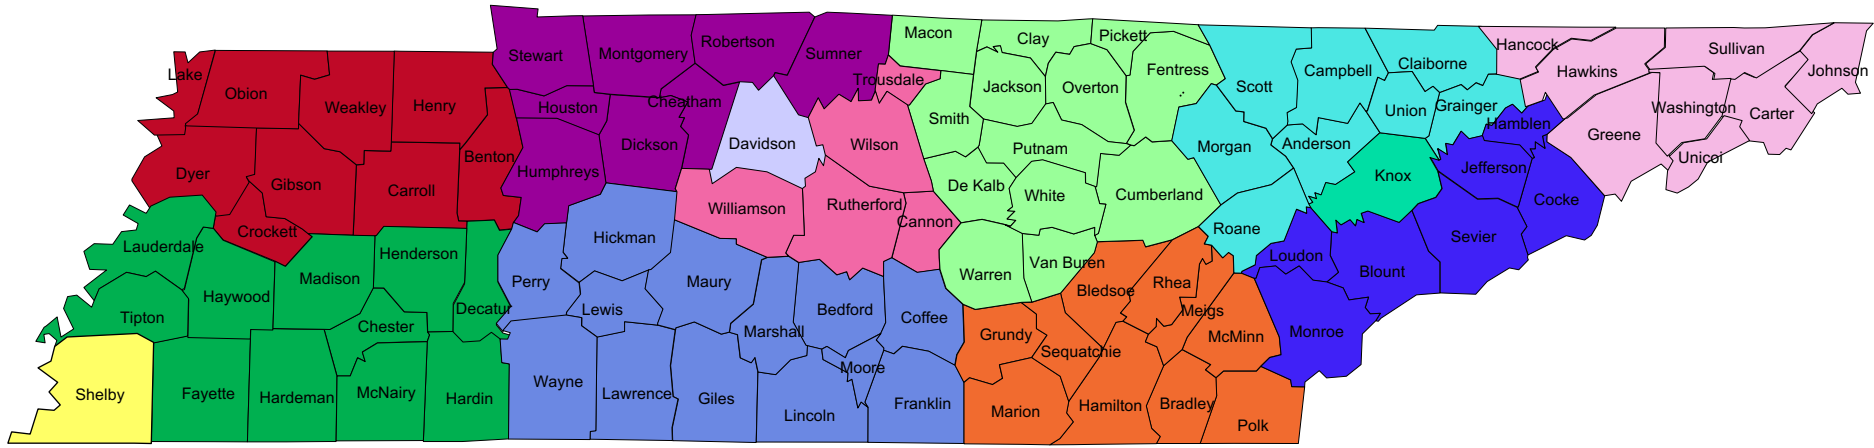 Lake
Obion
Weakley
Henry
Benton
Dyer
Gibson
Carroll
Crockett
Lauderdale
Tipton
Haywood
Madison
Henderson
Decatur
Chester
Shelby
Fayette
Hardeman
McNairy
Hardin
Stewart
Montgomery
Robertson
Sumner
Houston
Cheatham
Dickson
Humphreys
Davidson
Trousdale
Wilson
Williamson
Rutherford
Cannon
Hickman
Perry
Lewis
Maury
Marshall
Bedford
Coffee
Moore
Wayne
Lawrence
Giles
Lincoln
Franklin
Macon
Clay
Pickett
Jackson
Overton
Fentress
Smith
Putnam
De Kalb
White
Cumberland
Warren
Van Buren
Bledsoe
Rhea
Meigs
McMinn
Grundy
Sequatchie
Marion
Hamilton
Bradley
Polk
Scott
Campbell
Claiborne
Union
Grainger
Morgan
Anderson
Roane
Knox
Hamblen
Jefferson
Cocke
Sevier
Loudon
Blount
Monroe
Hancock
Hawkins
Sullivan
Johnson
Washington
Carter
Greene
Unicoi